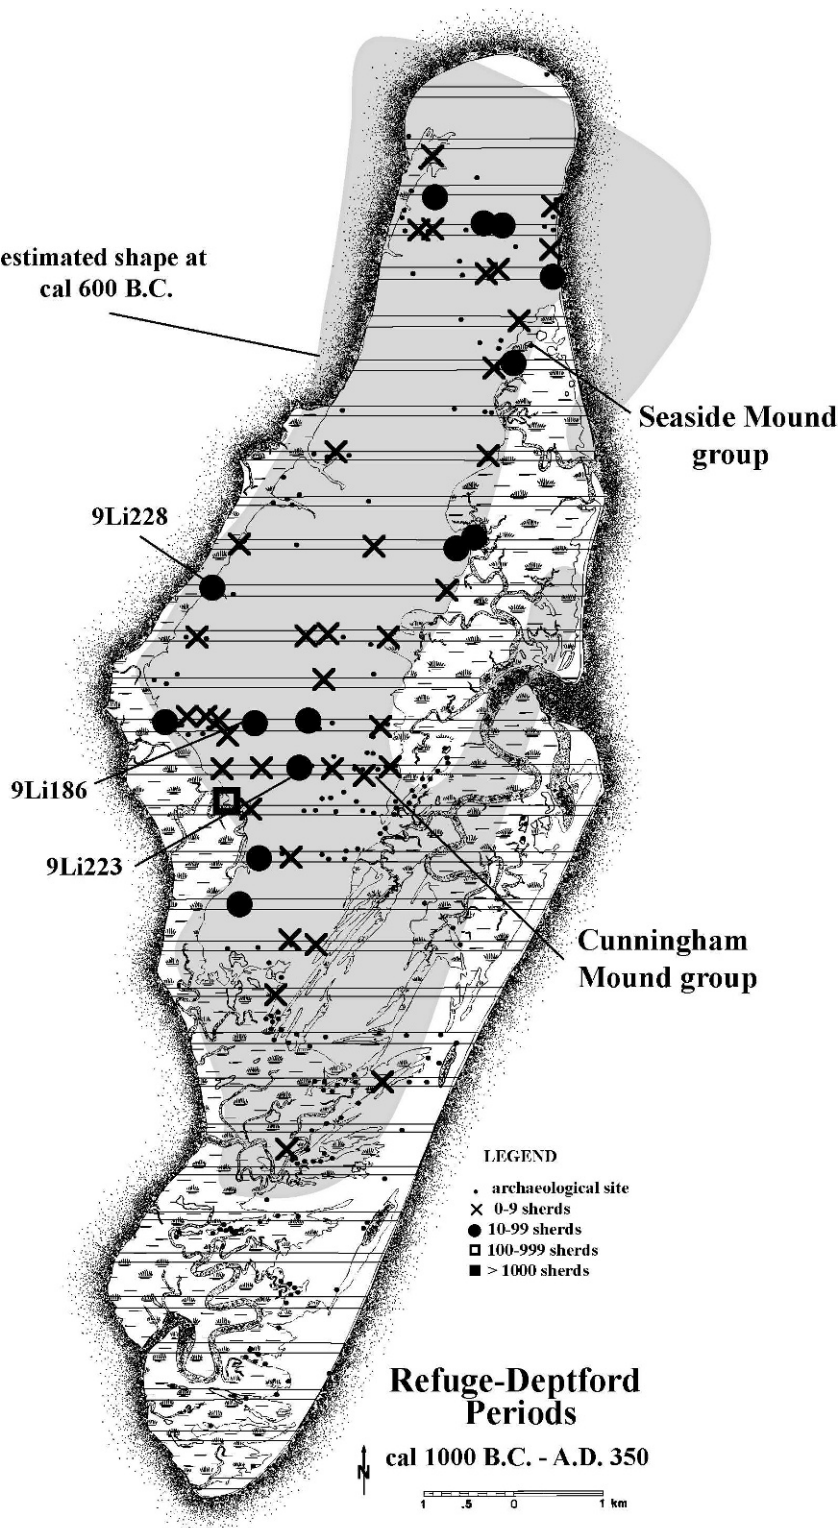 estimated shape at
cal 600 B.C.
Seaside Mound
group
9Li228
9Li186
9Li223
Cunningham
Mound group
LEGEND
archaeological site
0-9 sherds
10-99 sherds
100-999 sherds
> 1000 sherds
Refuge-Deptford
Periods
cal 1000 B.C. - A.D. 350
N
1 .5 0 1 km